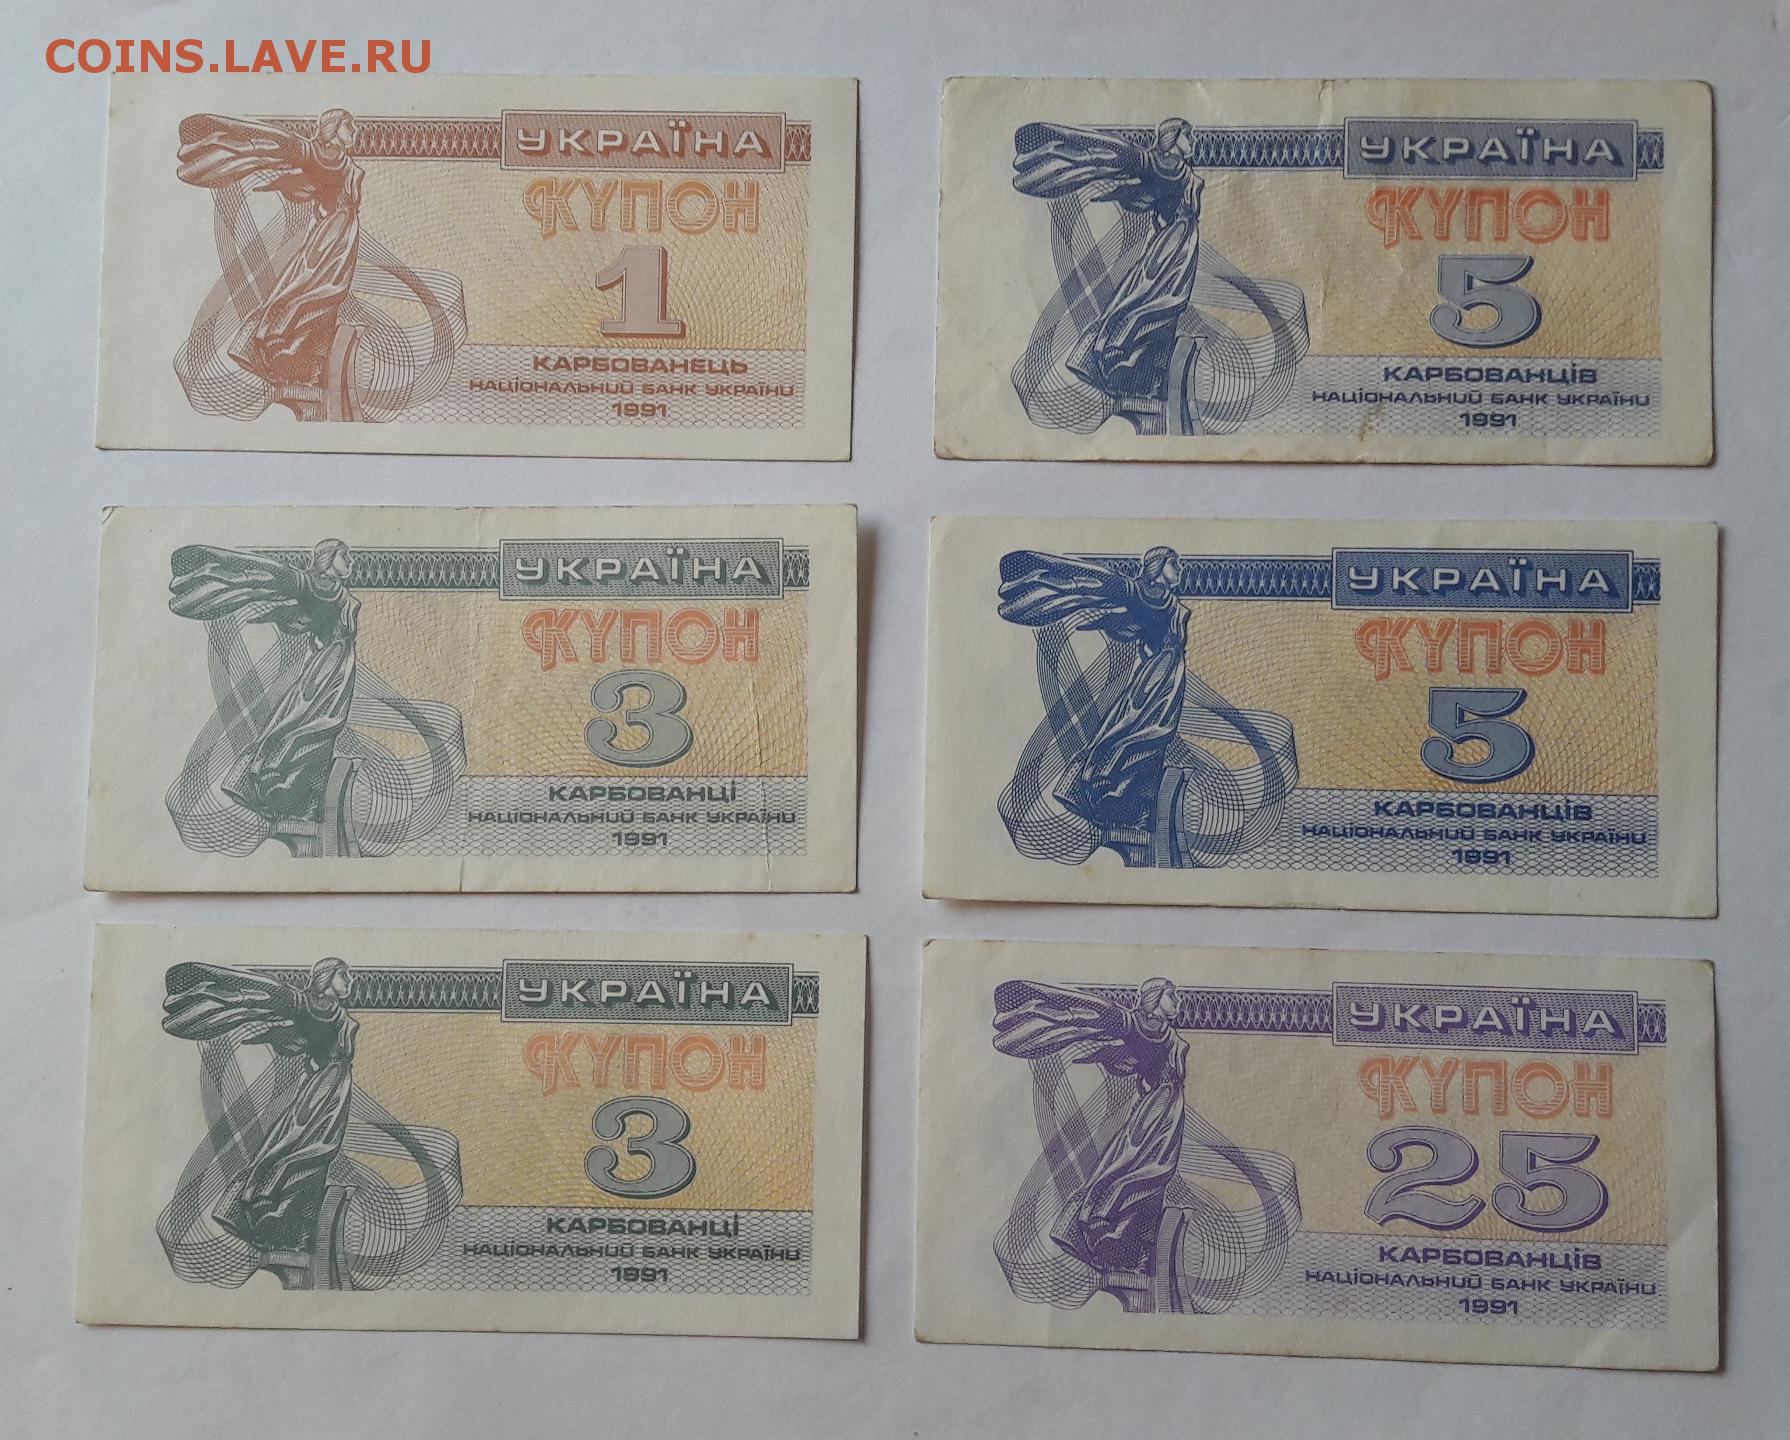 COINS.LAVE.RU
УКРАЇНА
КУПОН
1
КАРБОВАНЕЦЬ
НАЦІОНАЛЬНИЙ БАНК УКРАЇНИ
1991
УКРАЇНА
КУПОН
5
КАРБОВАНЦІВ
НАЦІОНАЛЬНИЙ БАНК УКРАЇНИ
1991
УКРАЇНА
КУПОН
3
КАРБОВАНЦІ
НАЦІОНАЛЬНИЙ БАНК УКРАЇНИ
1991
УКРАЇНА
КУПОН
5
КАРБОВАНЦІВ
НАЦІОНАЛЬНИЙ БАНК УКРАЇНИ
1991
УКРАЇНА
КУПОН
3
КАРБОВАНЦІ
НАЦІОНАЛЬНИЙ БАНК УКРАЇНИ
1991
УКРАЇНА
КУПОН
25
КАРБОВАНЦІВ
НАЦІОНАЛЬНИЙ БАНК УКРАЇНИ
1991